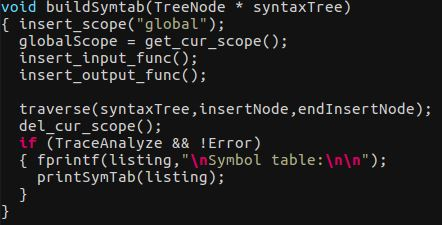 void buildSymtab(TreeNode * syntaxTree)
{ insert_scope("global");
  globalScope = get_cur_scope();
  insert_input_func();
  insert_output_func();

  traverse(syntaxTree,insertNode,endInsertNode);
  del_cur_scope();
  if (TraceAnalyze && !Error)
  { fprintf(listing,"\nSymbol table:\n\n");
    printSymTab(listing);
  }
}